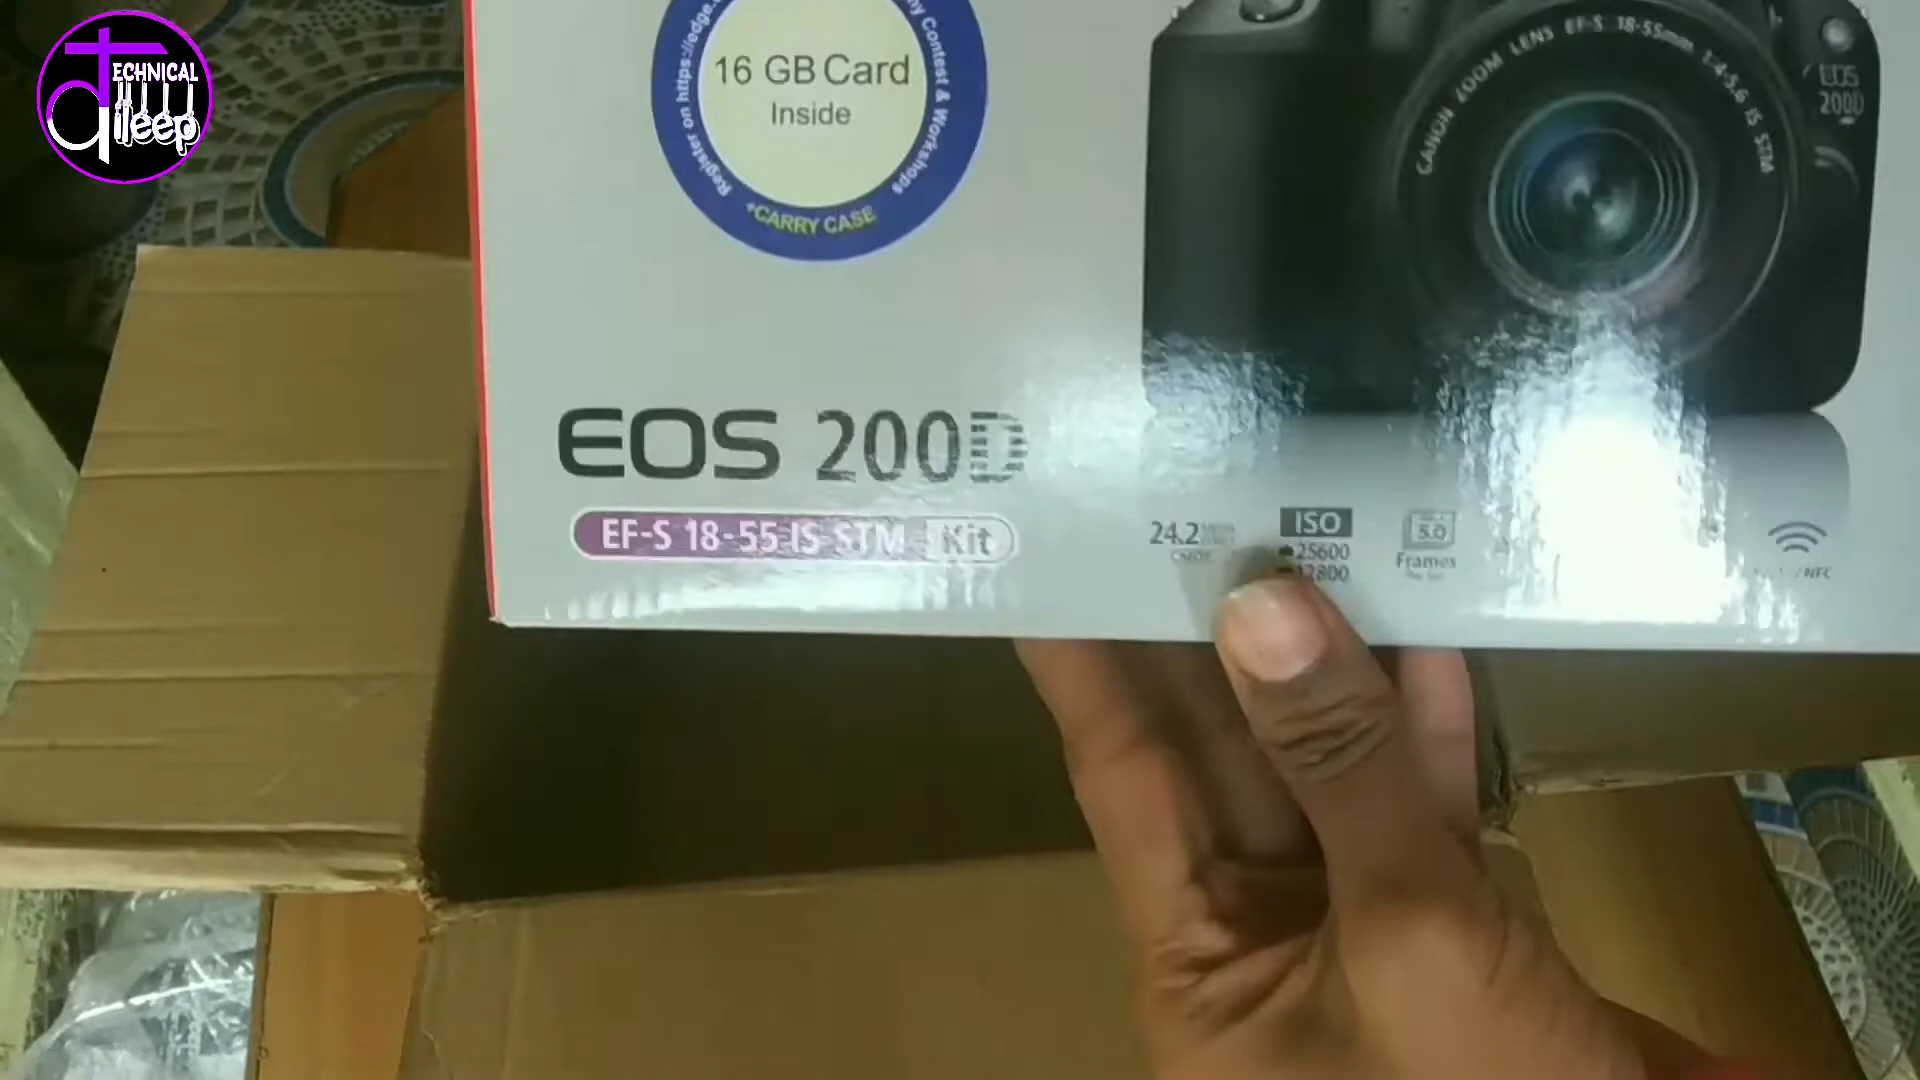 TECHNICAL
dileep
Register on https://edge.
ny Contest & Workshops
16 GB Card
Inside
+CARRY CASE
CANON ZOOM LENS EF-S 18-55mm 1:4-5.6 IS STM
EOS
200D
EOS 200D
EF-S 18-55 IS STM Kit
24.2
ISO
25600
12800
5.0
Frames
NFC